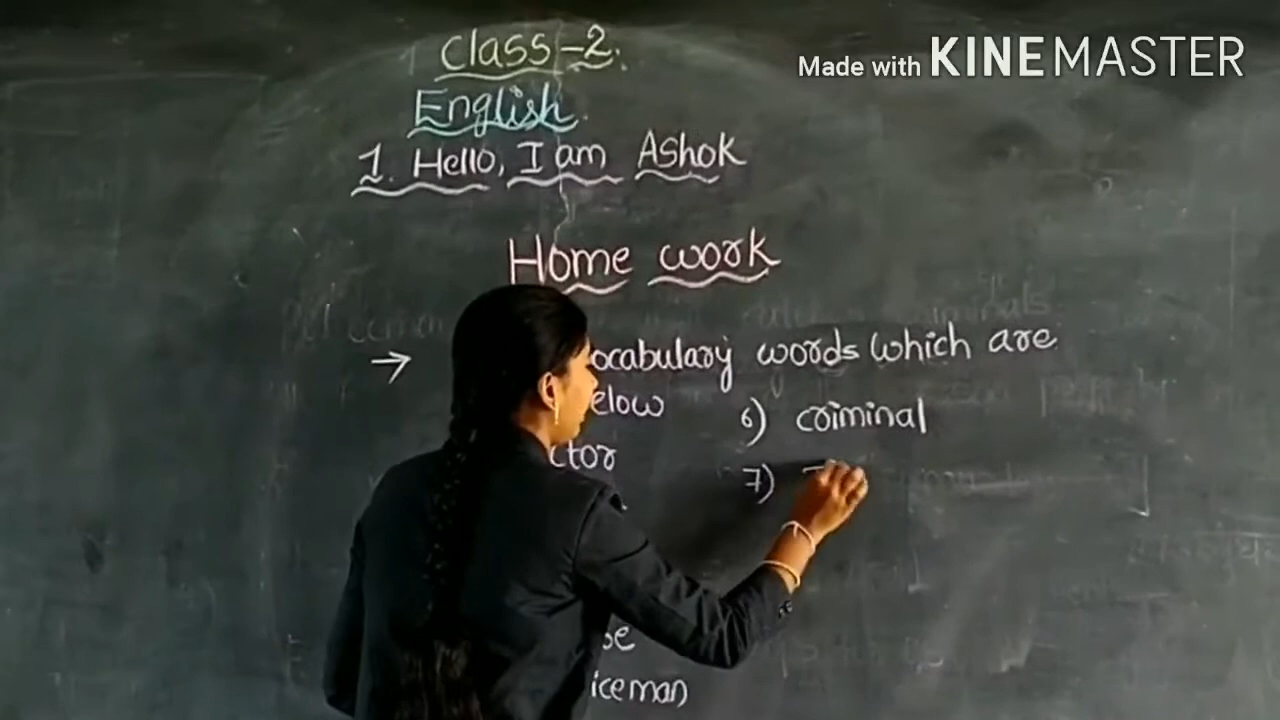 Made with KINEMASTER
Class-2.
English.
1. Hello, I am Ashok
Home work
→ ocabulary words which are
elow
6) criminal
ctor
7)
se
iceman